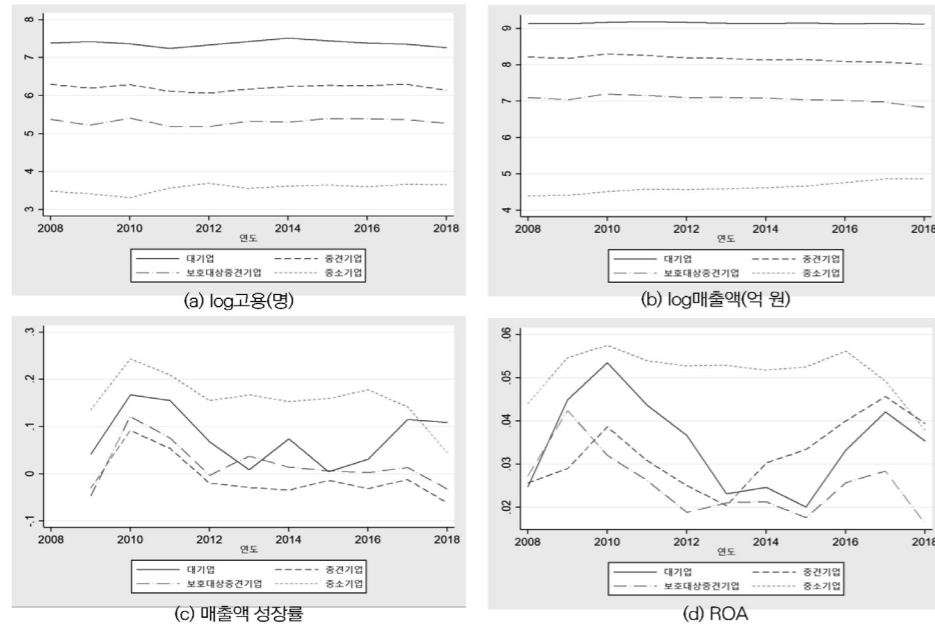 8
7
6
5
4
3
2008 2010 2012 2014 2016 2018
연도
대기업 중견기업
보호대상중견기업 중소기업
(a) log고용(명)
9
8
7
6
5
4
2008 2010 2012 2014 2016 2018
연도
대기업 중견기업
보호대상중견기업 중소기업
(b) log매출액(억 원)
.3
.2
.1
0
-.1
2008 2010 2012 2014 2016 2018
연도
대기업 중견기업
보호대상중견기업 중소기업
(c) 매출액 성장률
.06
.05
.04
.03
.02
2008 2010 2012 2014 2016 2018
연도
대기업 중견기업
보호대상중견기업 중소기업
(d) ROA